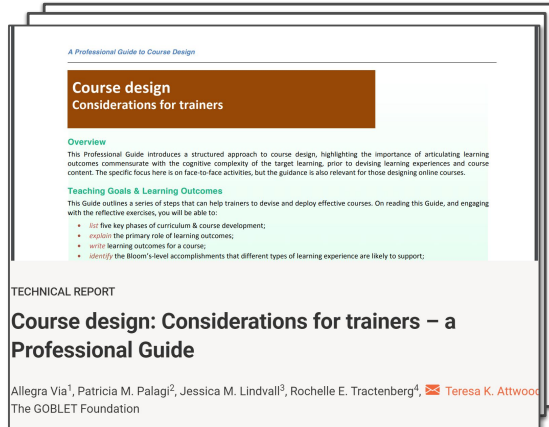 A Professional Guide to Course Design
Course design
Considerations for trainers
Overview
This Professional Guide introduces a structured approach to course design, highlighting the importance of articulating learning
outcomes commensurate with the cognitive complexity of the target learning, prior to devising learning experiences and course
content. The specific focus here is on face-to-face activities, but the guidance is also relevant for those designing online courses.
Teaching Goals & Learning Outcomes
This Guide outlines a series of steps that can help trainers to devise and deploy effective courses. On reading this Guide, and engaging
with the reflective exercises, you will be able to:
• list five key phases of curriculum & course development;
• explain the primary role of learning outcomes;
• write learning outcomes for a course;
• identify the Bloom's-level accomplishments that different types of learning experience are likely to support;
TECHNICAL REPORT
Course design: Considerations for trainers – a
Professional Guide
Allegra Via1, Patricia M. Palagi2, Jessica M. Lindvall3, Rochelle E. Tractenberg4, Teresa K. Attwood
The GOBLET Foundation